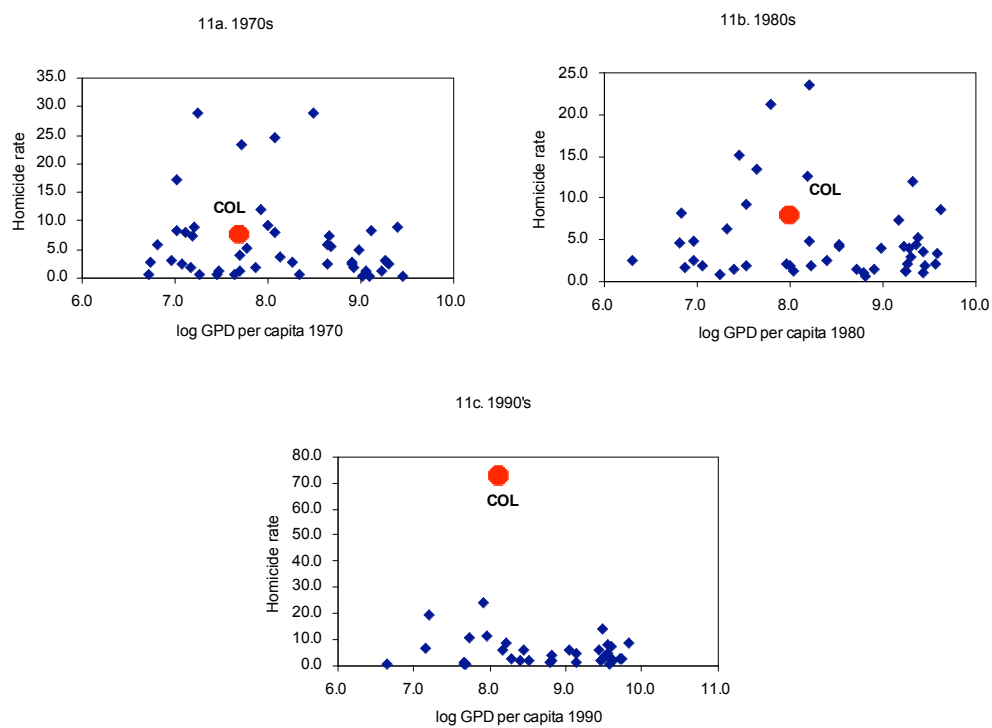 11a. 1970s
35.0
30.0
25.0
20.0
15.0
10.0
5.0
0.0
Homicide rate
COL
6.0 7.0 8.0 9.0 10.0
log GPD per capita 1970
11b. 1980s
25.0
20.0
15.0
10.0
5.0
0.0
Homicide rate
COL
6.0 7.0 8.0 9.0 10.0
log GPD per capita 1980
11c. 1990's
80.0
70.0
60.0
50.0
40.0
30.0
20.0
10.0
0.0
Homicide rate
COL
6.0 7.0 8.0 9.0 10.0 11.0
log GPD per capita 1990